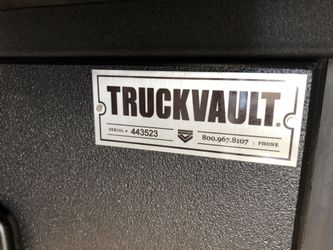 TRUCKVAULT.
SERIAL # 443523
800.967.8107 : PHONE